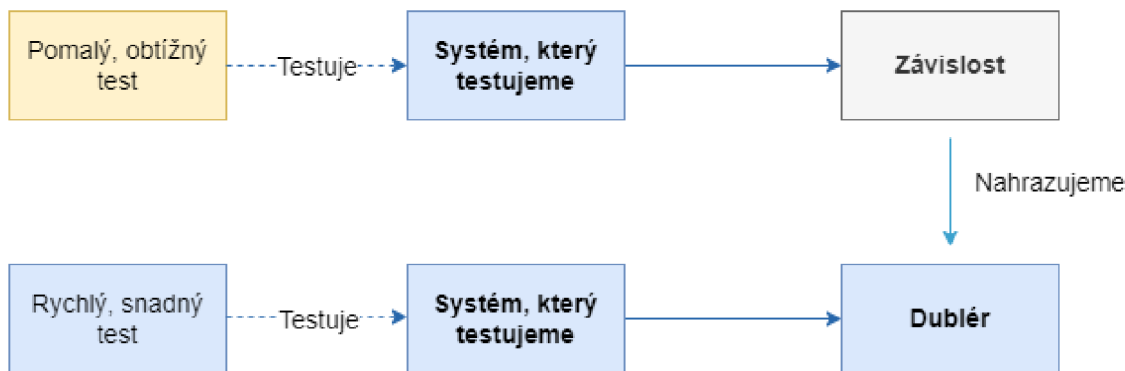 Pomalý, obtížný
test
Testuje
Systém, který
testujeme
Závislost
Nahrazujeme
Rychlý, snadný
test
Testuje
Systém, který
testujeme
Dublér